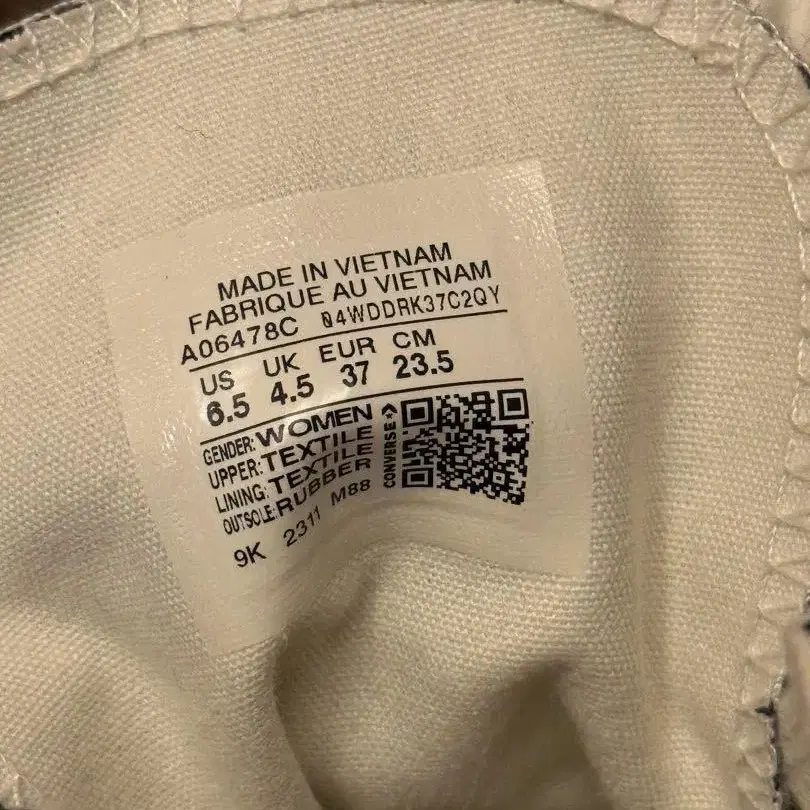 MADE IN VIETNAM
FABRIQUE AU VIETNAM
A06478C 04WDDRK37C2QY
US UK EUR CM
6.5 4.5 37 23.5
GENDER: WOMEN
UPPER: TEXTILE
LINING: TEXTILE
OUTSOLE: RUBBER
9K 2311 M88
CONVERSE